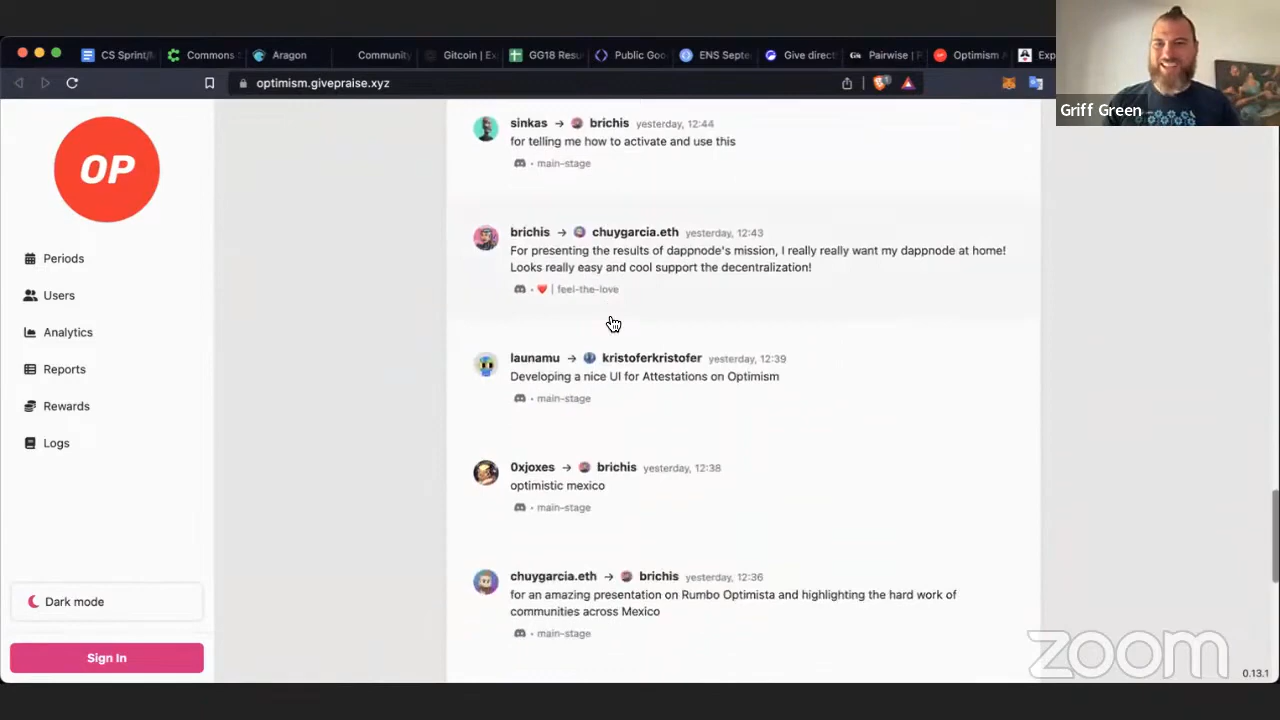 CS Sprint/
Commons
Aragon
Community
Gitcoin | Ex
GG18 Resu
Public Goo
ENS Septe
Give direct
Pairwise |
Optimism
Exp
optimism.givepraise.xyz
Griff Green
OP
Periods
Users
Analytics
Reports
Rewards
Logs
Dark mode
Sign In
sinkas → brichis yesterday, 12:44
for telling me how to activate and use this
• main-stage
brichis → chuygarcia.eth yesterday, 12:43
For presenting the results of dappnode's mission, I really really want my dappnode at home!
Looks really easy and cool support the decentralization!
• ❤️ | feel-the-love
launamu → kristoferkristofer yesterday, 12:39
Developing a nice UI for Attestations on Optimism
• main-stage
0xjoxes → brichis yesterday, 12:38
optimistic mexico
• main-stage
chuygarcia.eth → brichis yesterday, 12:36
for an amazing presentation on Rumbo Optimista and highlighting the hard work of
communities across Mexico
• main-stage
zoom
0.13.1